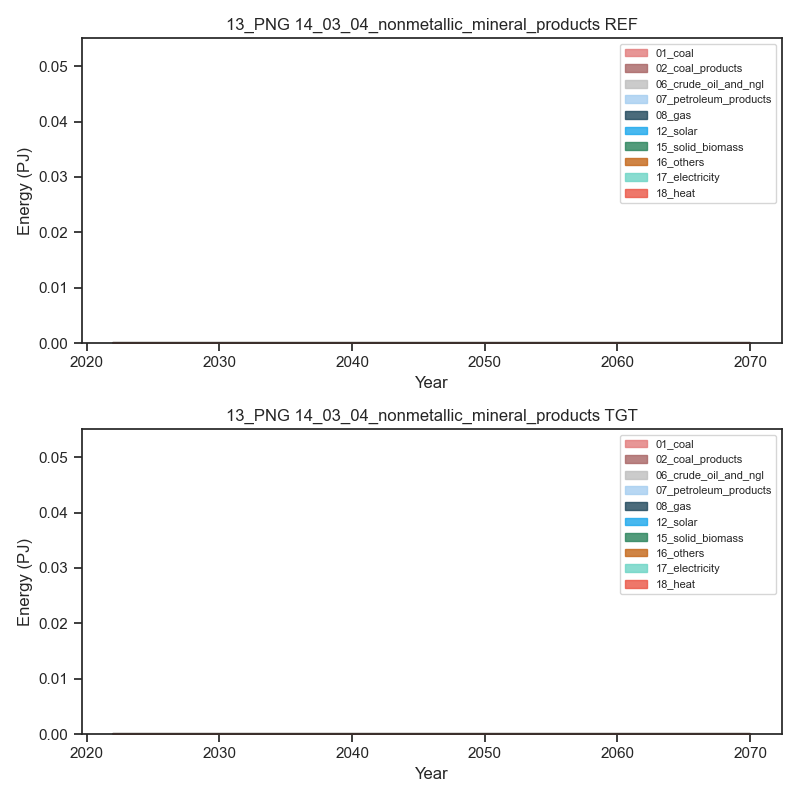 13_PNG 14_03_04_nonmetallic_mineral_products REF
Energy (PJ)
0.05
0.04
0.03
0.02
0.01
0.00
01_coal
02_coal_products
06_crude_oil_and_ngl
07_petroleum_products
08_gas
12_solar
15_solid_biomass
16_others
17_electricity
18_heat
2020 2030 2040 2050 2060 2070
Year
13_PNG 14_03_04_nonmetallic_mineral_products TGT
Energy (PJ)
0.05
0.04
0.03
0.02
0.01
0.00
01_coal
02_coal_products
06_crude_oil_and_ngl
07_petroleum_products
08_gas
12_solar
15_solid_biomass
16_others
17_electricity
18_heat
2020 2030 2040 2050 2060 2070
Year